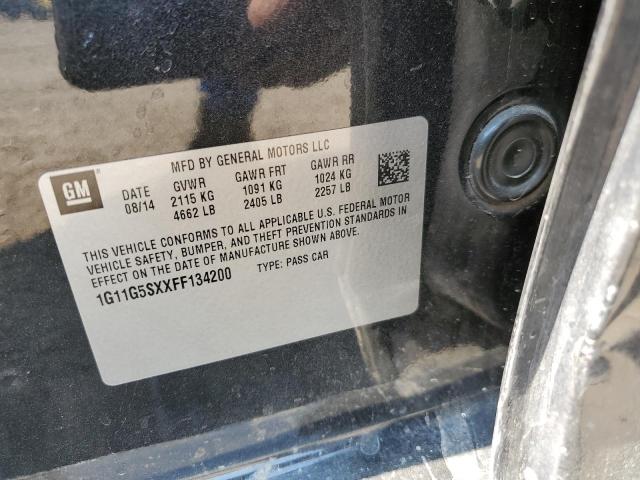 MFD BY GENERAL MOTORS LLC
GM
DATE GVWR GAWR FRT GAWR RR
08/14 2115 KG 1091 KG 1024 KG
4662 LB 2405 LB 2257 LB
THIS VEHICLE CONFORMS TO ALL APPLICABLE U.S. FEDERAL MOTOR
VEHICLE SAFETY, BUMPER, AND THEFT PREVENTION STANDARDS IN
EFFECT ON THE DATE OF MANUFACTURE SHOWN ABOVE.
1G11G5SXXFF134200 TYPE: PASS CAR